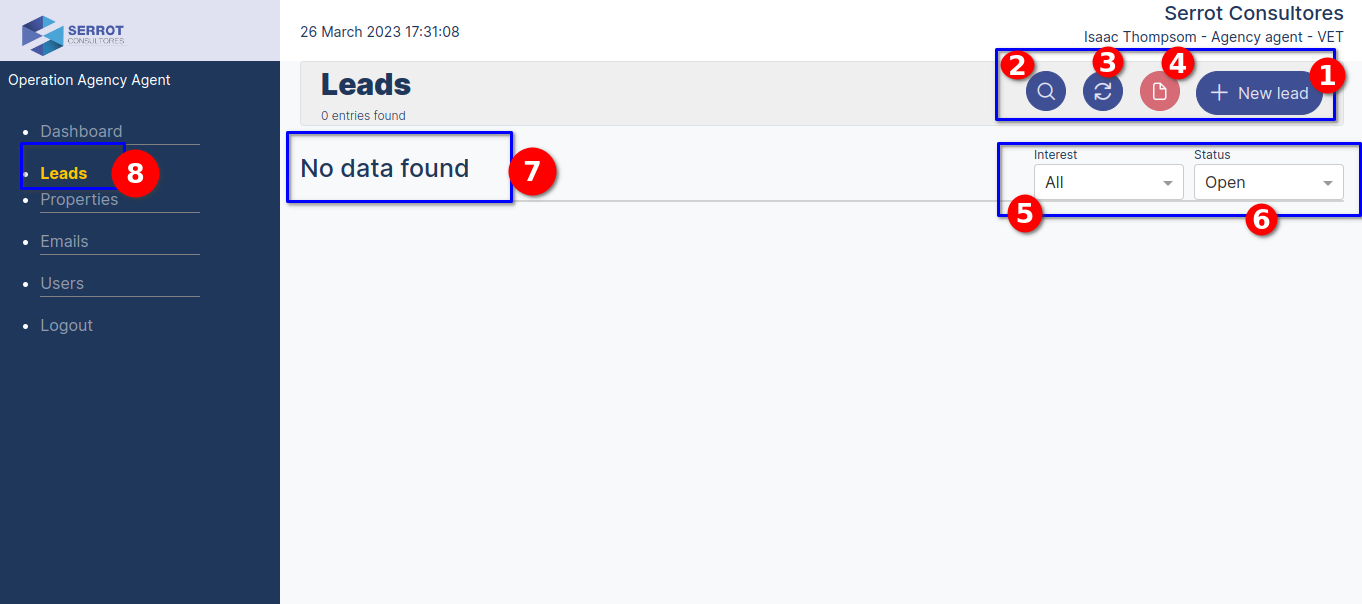 SERROT
CONSULTORES
Operation Agency Agent
Dashboard
Leads
8
Properties
Emails
Users
Logout
26 March 2023 17:31:08
Serrot Consultores
Isaac Thompsom - Agency agent - VET
Leads
0 entries found
2
3
4
New lead
1
No data found
7
Interest
Status
All
Open
5
6